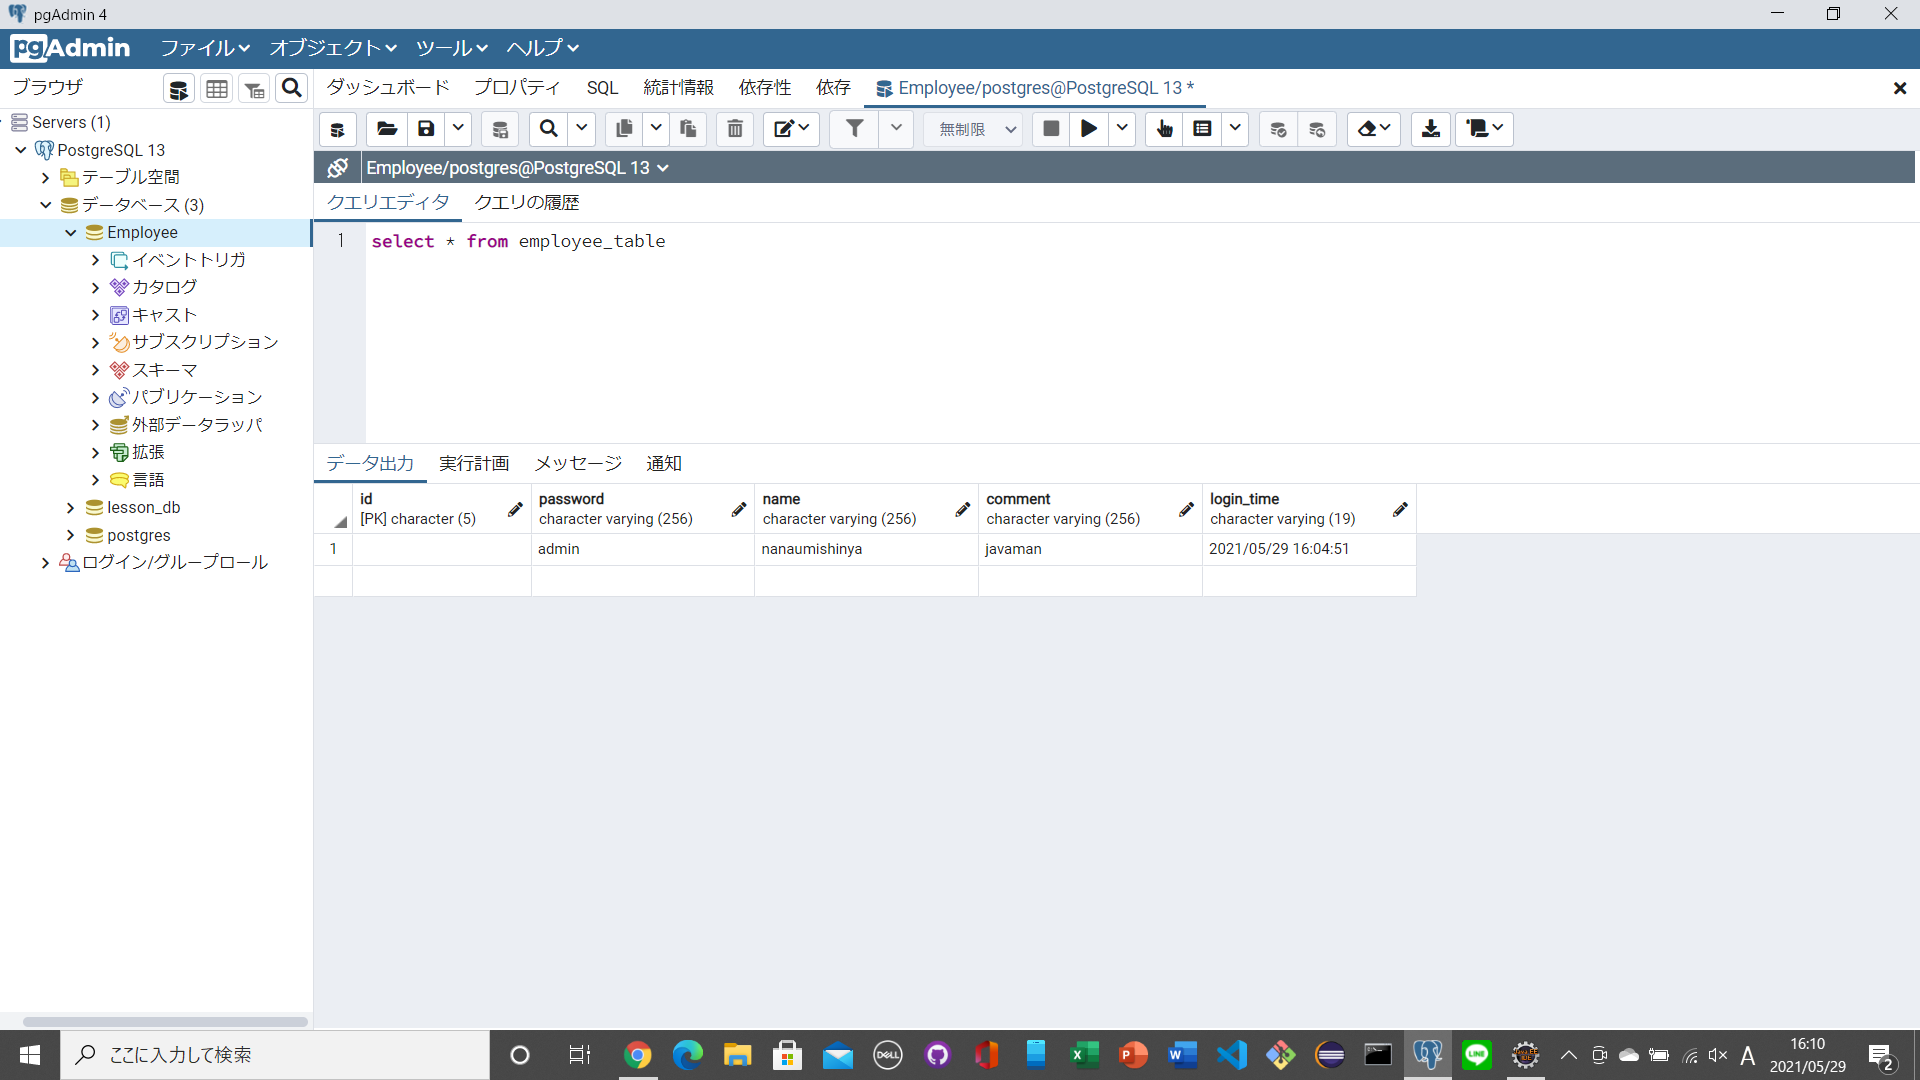 pgAdmin 4
pgAdmin ファイル オブジェクト ツール ヘルプ
ブラウザ
ダッシュボード プロパティ SQL 統計情報 依存性 依存 Employee/postgres@PostgreSQL 13 *
Servers (1)
PostgreSQL 13
テーブル空間
データベース (3)
Employee
イベントトリガ
カタログ
キャスト
サブスクリプション
スキーマ
パブリケーション
外部データラッパ
拡張
言語
lesson_db
postgres
ログイン/グループロール
無制限
Employee/postgres@PostgreSQL 13
クエリエディタ クエリの履歴
1 select * from employee_table
データ出力 実行計画 メッセージ 通知
id password name comment login_time
[PK] character (5) character varying (256) character varying (256) character varying (256) character varying (19)
1 admin nanaumishinya javaman 2021/05/29 16:04:51
ここに入力して検索
DELL
LINE
A
16:10
2021/05/29
2